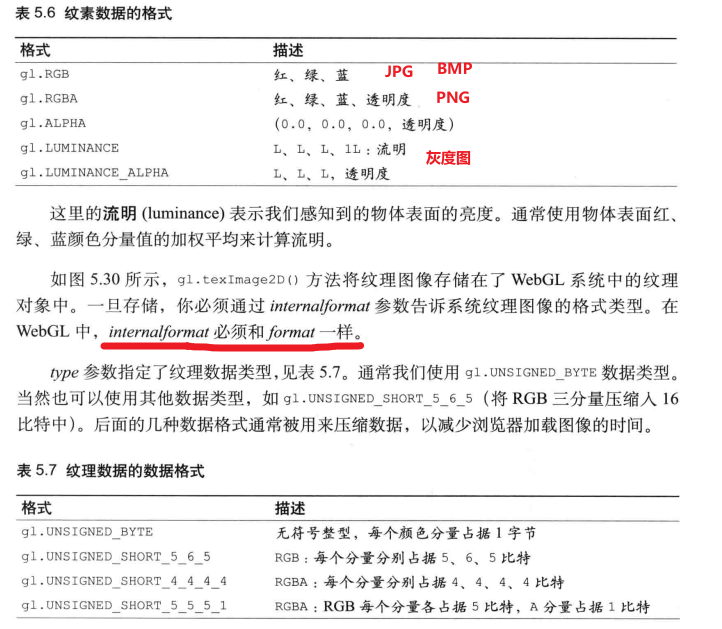 表 5.6 纹素数据的格式
格式 描述
gl.RGB 红、绿、蓝 JPG BMP
gl.RGBA 红、绿、蓝、透明度 PNG
gl.ALPHA (0.0, 0.0, 0.0, 透明度)
gl.LUMINANCE L、L、L、1L：流明 灰度图
gl.LUMINANCE_ALPHA L、L、L，透明度
这里的流明 (luminance) 表示我们感知到的物体表面的亮度。通常使用物体表面红、
绿、蓝颜色分量值的加权平均来计算流明。
如图 5.30 所示，gl.texImage2D() 方法将纹理图像存储在了 WebGL 系统中的纹理
对象中。一旦存储，你必须通过 internalformat 参数告诉系统纹理图像的格式类型。在
WebGL 中，internalformat 必须和 format 一样。
type 参数指定了纹理数据类型，见表 5.7。通常我们使用 gl.UNSIGNED_BYTE 数据类型。
当然也可以使用其他数据类型，如 gl.UNSIGNED_SHORT_5_6_5（将 RGB 三分量压缩入 16
比特中）。后面的几种数据格式通常被用来压缩数据，以减少浏览器加载图像的时间。
表 5.7 纹理数据的数据格式
格式 描述
gl.UNSIGNED_BYTE 无符号整型，每个颜色分量占据 1 字节
gl.UNSIGNED_SHORT_5_6_5 RGB：每个分量分别占据 5、6、5 比特
gl.UNSIGNED_SHORT_4_4_4_4 RGBA：每个分量分别占据 4、4、4、4 比特
gl.UNSIGNED_SHORT_5_5_5_1 RGBA：RGB 每个分量各占据 5 比特，A 分量占据 1 比特